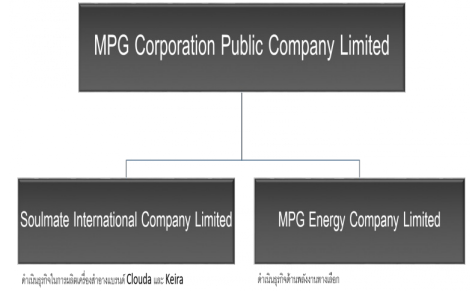 MPG Corporation Public Company Limited
Soulmate International Company Limited
MPG Energy Company Limited
ดำเนินธุรกิจในการผลิตเครื่องสำอางแบรนด์ Clouda และ Keira
ดำเนินธุรกิจด้านพลังงานทางเลือก